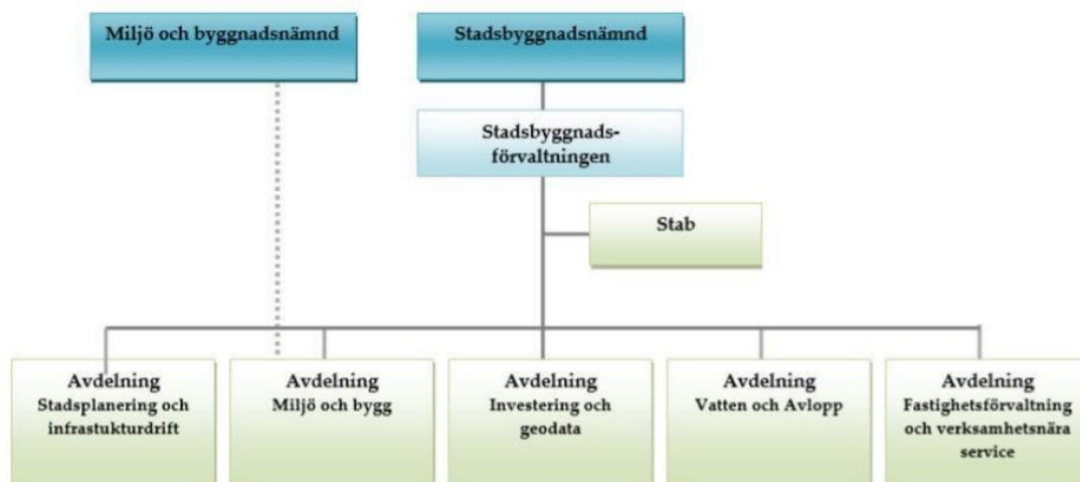 Miljö och byggnadsnämnd
Stadsbyggnadsnämnd
Stadsbyggnads-
förvaltningen
Stab
Avdelning
Stadsplanering och
infrastukturdrift
Avdelning
Miljö och bygg
Avdelning
Investering och
geodata
Avdelning
Vatten och Avlopp
Avdelning
Fastighetsförvaltning
och verksamhetsnära
service